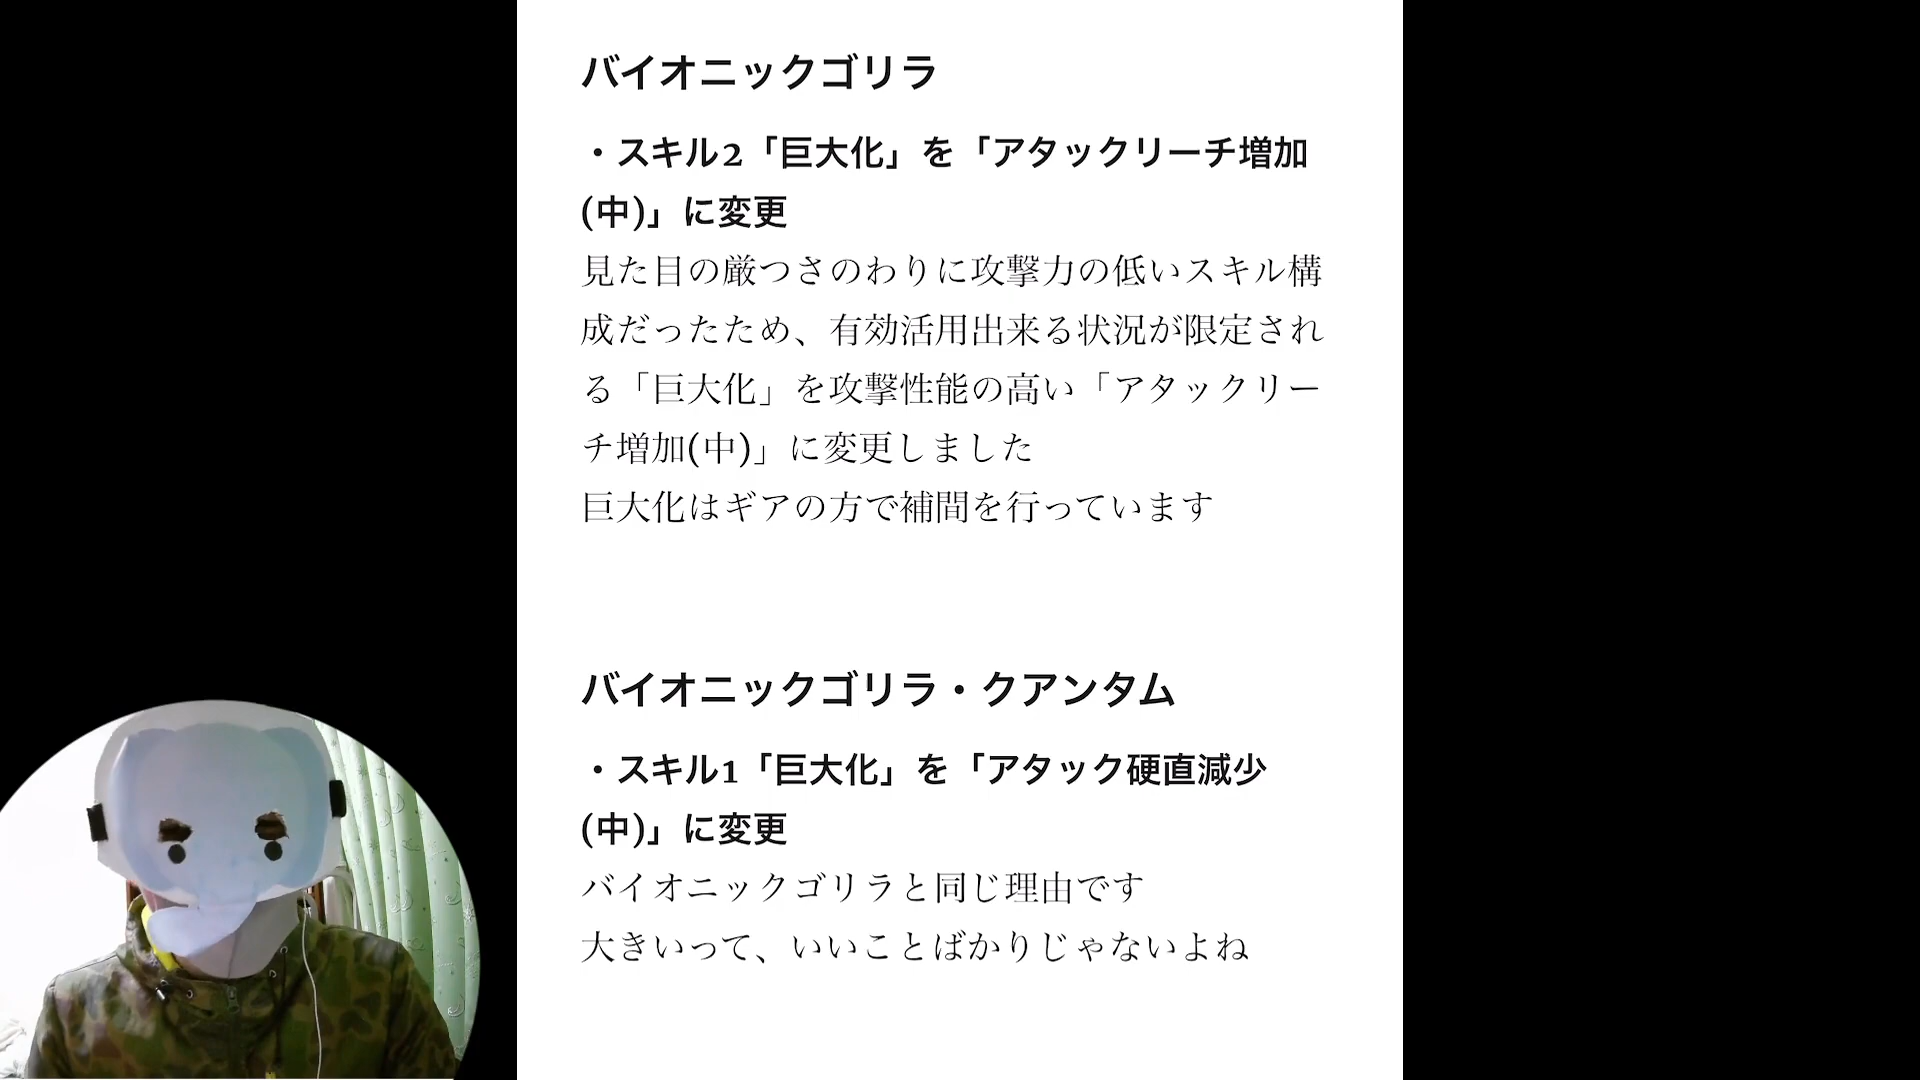 バイオニックゴリラ
・スキル2「巨大化」を「アタックリーチ増加
(中)」に変更
見た目の厳つさのわりに攻撃力の低いスキル構
成だったため、有効活用出来る状況が限定され
る「巨大化」を攻撃性能の高い「アタックリー
チ増加(中)」に変更しました
巨大化はギアの方で補間を行っています
バイオニックゴリラ・クアンタム
・スキル1「巨大化」を「アタック硬直減少
(中)」に変更
バイオニックゴリラと同じ理由です
大きいって、いいことばかりじゃないよね